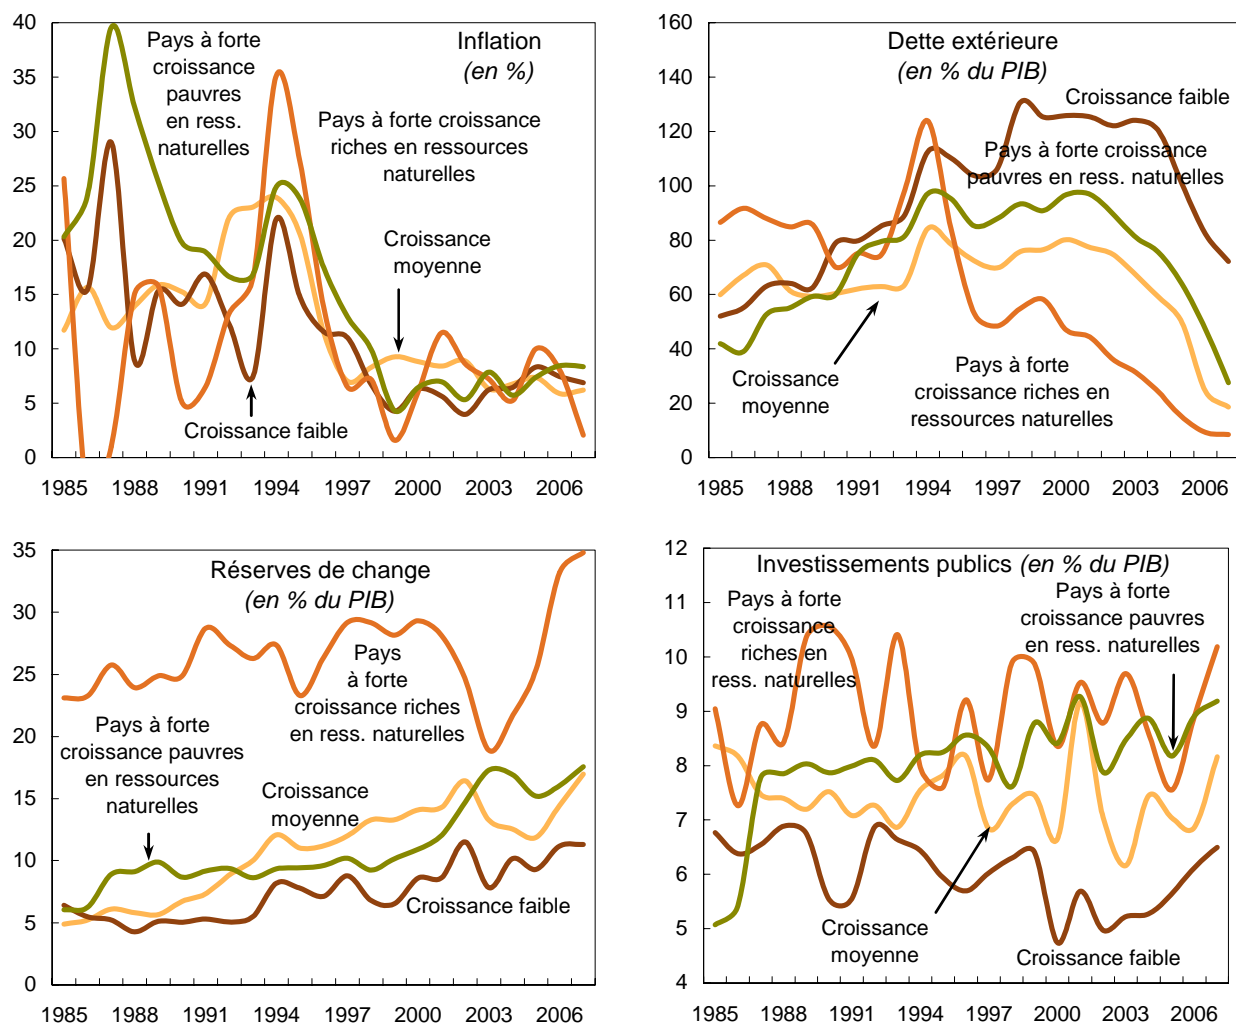 Inflation
(en %)
Pays à forte
croissance
pauvres
en ress.
naturelles
Pays à forte croissance
riches en ressources
naturelles
Croissance
moyenne
Croissance faible
40
35
30
25
20
15
10
5
0
1985 1988 1991 1994 1997 2000 2003 2006
Dette extérieure
(en % du PIB)
Croissance faible
Pays à forte croissance
pauvres en ress. naturelles
Croissance
moyenne
Pays à forte
croissance riches en
ressources naturelles
160
140
120
100
80
60
40
20
0
1985 1988 1991 1994 1997 2000 2003 2006
Réserves de change
(en % du PIB)
Pays
à forte
croissance riches
en ress. naturelles
Pays à forte
croissance pauvres
en ressources
naturelles
Croissance
moyenne
Croissance faible
35
30
25
20
15
10
5
0
1985 1988 1991 1994 1997 2000 2003 2006
Investissements publics (en % du PIB)
Pays à forte
croissance
riches en
ress. naturelles
Pays à forte
croissance pauvres
en ress. naturelles
Croissance
moyenne
Croissance faible
12
11
10
9
8
7
6
5
4
1985 1988 1991 1994 1997 2000 2003 2006